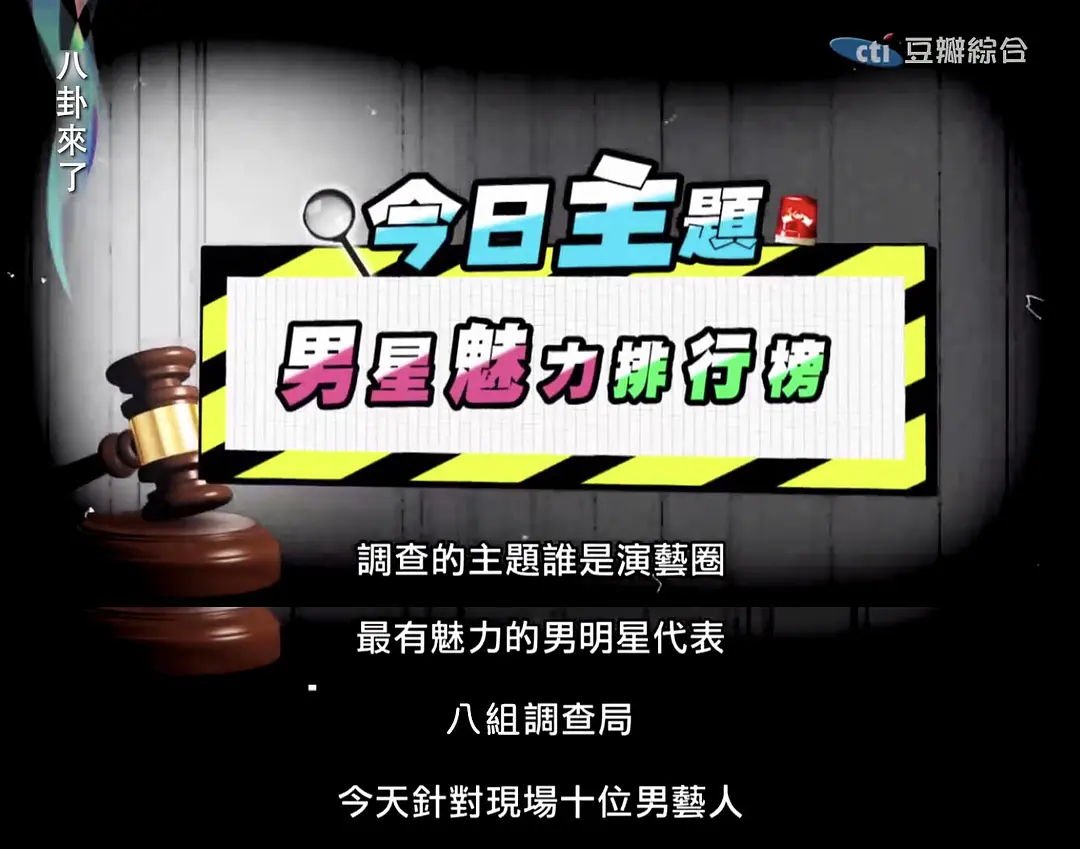 八卦來了
cti 豆瓣綜合
今日主題
男星魅力排行榜
調查的主題誰是演藝圈
最有魅力的男明星代表
八組調查局
今天針對現場十位男藝人